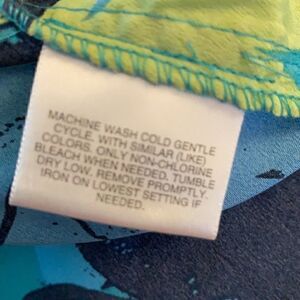 MACHINE WASH COLD GENTLE
CYCLE. WITH SIMILAR (LIKE)
COLORS. ONLY NON-CHLORINE
BLEACH WHEN NEEDED. TUMBLE
DRY LOW. REMOVE PROMPTLY.
IRON ON LOWEST SETTING IF
NEEDED.